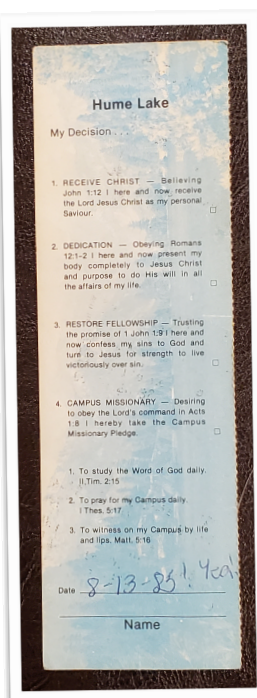 Hume Lake
My Decision . . .
1. RECEIVE CHRIST — Believing
John 1:12 I here and now receive
the Lord Jesus Christ as my personal
Saviour.
2. DEDICATION — Obeying Romans
12:1-2 I here and now present my
body completely to Jesus Christ
and purpose to do His will in all
the affairs of my life.
3. RESTORE FELLOWSHIP — Trusting
the promise of 1 John 1:9 I here and
now confess my sins to God and
turn to Jesus for strength to live
victoriously over sin.
4. CAMPUS MISSIONARY — Desiring
to obey the Lord's command in Acts
1:8 I hereby take the Campus
Missionary Pledge.
1. To study the Word of God daily.
II Tim. 2:15
2. To pray for my Campus daily.
I Thes. 5:17
3. To witness on my Campus by life
and lips. Matt. 5:16
Date 8-13-85! Yea!
Name